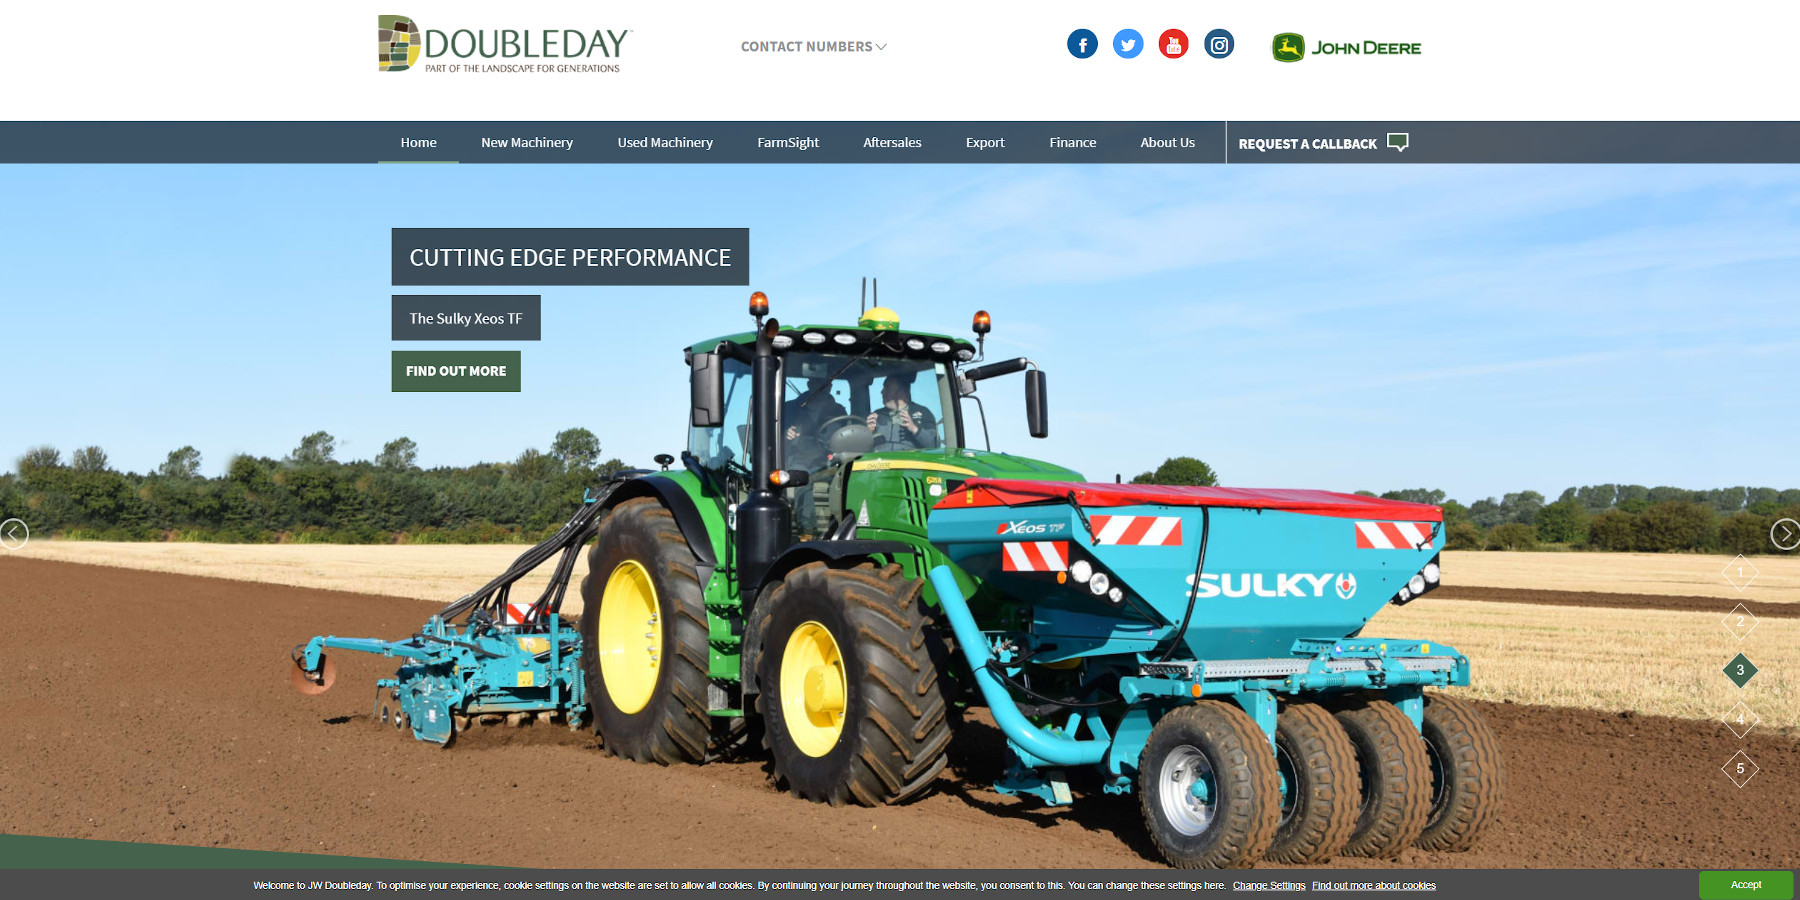 DOUBLEDAY
PART OF THE LANDSCAPE FOR GENERATIONS
CONTACT NUMBERS
f
You
Tube
JOHN DEERE
Home
New Machinery
Used Machinery
FarmSight
Aftersales
Export
Finance
About Us
REQUEST A CALLBACK
CUTTING EDGE PERFORMANCE
The Sulky Xeos TF
FIND OUT MORE
XEOS TF
SULKY
1
2
3
4
5
Welcome to JW Doubleday. To optimise your experience, cookie settings on the website are set to allow all cookies. By continuing your journey throughout the website, you consent to this. You can change these settings here. Change Settings Find out more about cookies
Accept